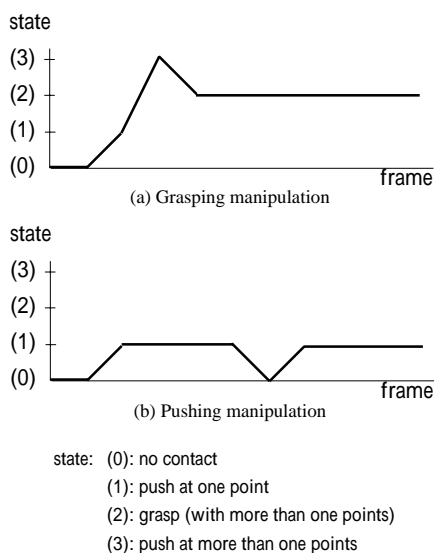 state
(3)
(2)
(1)
(0)
frame
(a) Grasping manipulation
state
(3)
(2)
(1)
(0)
frame
(b) Pushing manipulation
state: (0): no contact
(1): push at one point
(2): grasp (with more than one points)
(3): push at more than one points